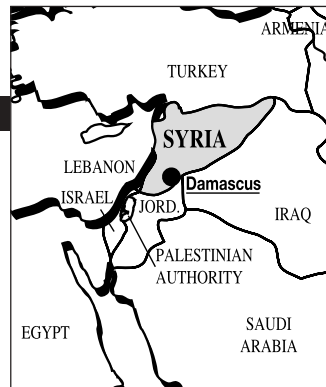 ARMENIA
TURKEY
SYRIA
LEBANON
Damascus
ISRAEL
JORD.
IRAQ
PALESTINIAN
AUTHORITY
EGYPT
SAUDI
ARABIA